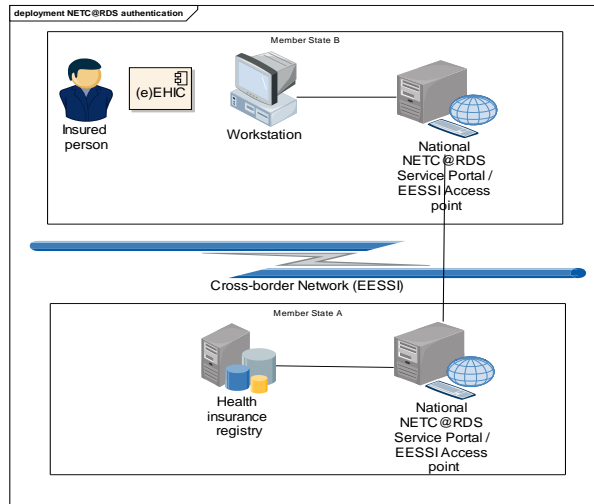 deployment NETC@RDS authentication
Member State B
(e)EHIC
Insured
person
Workstation
National
NETC@RDS
Service Portal /
EESSI Access
point
Cross-border Network (EESSI)
Member State A
Health
insurance
registry
National
NETC@RDS
Service Portal /
EESSI Access
point